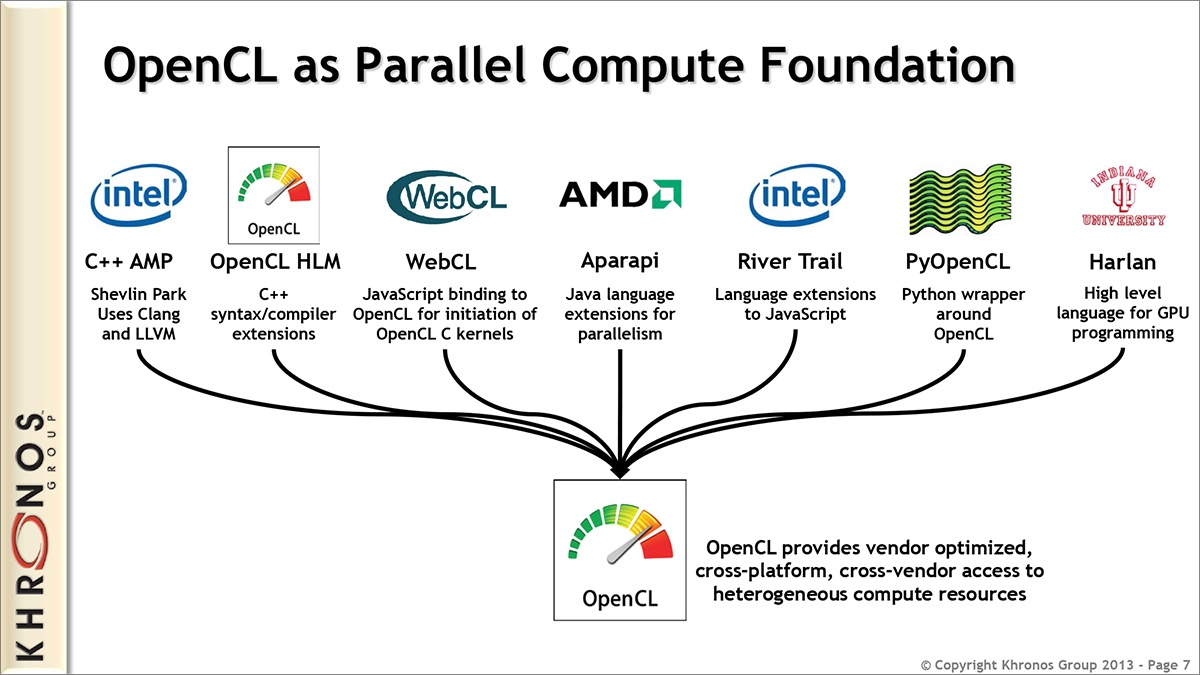 OpenCL as Parallel Compute Foundation
intel
OpenCL
WebCL
AMD
intel
INDIANA
UNIVERSITY
C++ AMP
Shevlin Park
Uses Clang
and LLVM
OpenCL HLM
C++
syntax/compiler
extensions
WebCL
JavaScript binding to
OpenCL for initiation of
OpenCL C kernels
Aparapi
Java language
extensions for
parallelism
River Trail
Language extensions
to JavaScript
PyOpenCL
Python wrapper
around
OpenCL
Harlan
High level
language for GPU
programming
OpenCL
OpenCL provides vendor optimized,
cross-platform, cross-vendor access to
heterogeneous compute resources
KHRONOS™
GROUP
© Copyright Khronos Group 2013 - Page 7